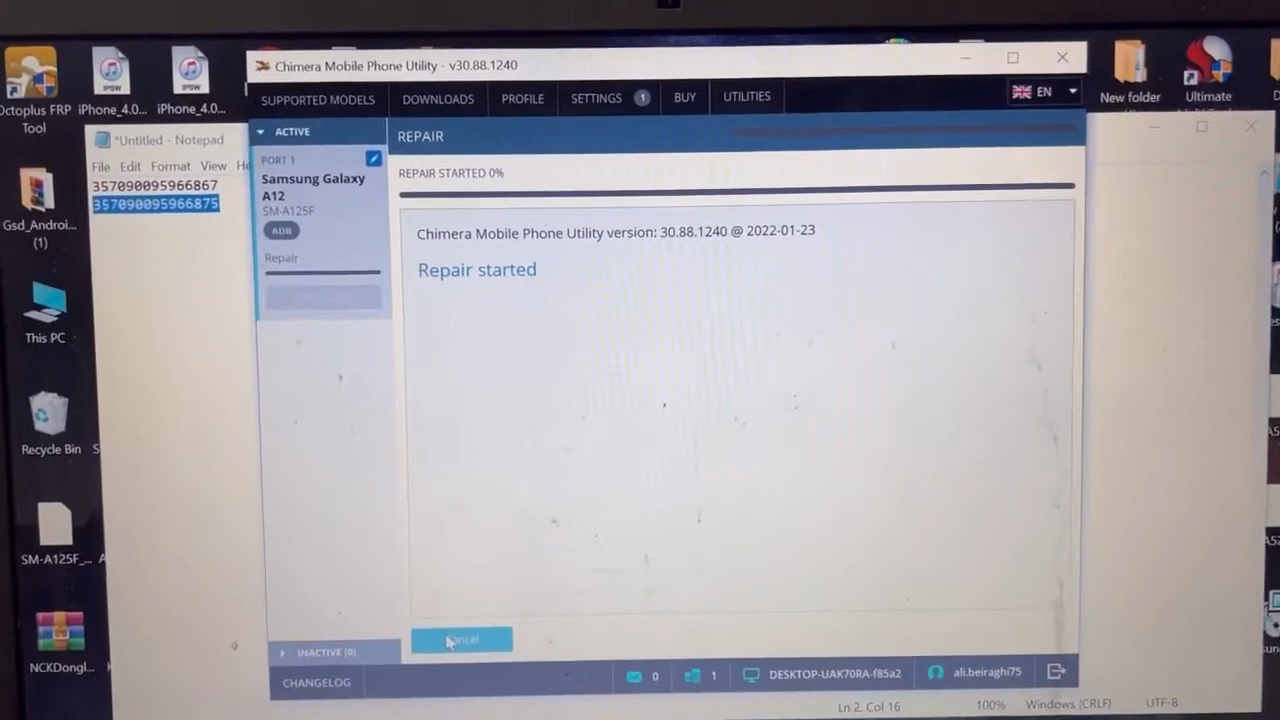 Octoplus FRP
Tool
IPSW
iPhone_4.0...
IPSW
iPhone_4.0...
Gsd_Androi...
(1)
This PC
Recycle Bin
SM-A125F_...
NCKDongl...
*Untitled - Notepad
File Edit Format View
357090095966867
357090095966875
Chimera Mobile Phone Utility - v30.88.1240
SUPPORTED MODELS DOWNLOADS PROFILE SETTINGS 1 BUY UTILITIES
EN
ACTIVE
PORT 1
Samsung Galaxy
A12
SM-A125F
ADB
Repair
INACTIVE (0)
CHANGELOG
REPAIR
REPAIR STARTED 0%
Chimera Mobile Phone Utility version: 30.88.1240 @ 2022-01-23
Repair started
Cancel
0 1 DESKTOP-UAK70RA-f85a2 ali.beiraghi75
Ln 2, Col 16 100% Windows (CRLF) UTF-8
New folder
Ultimate